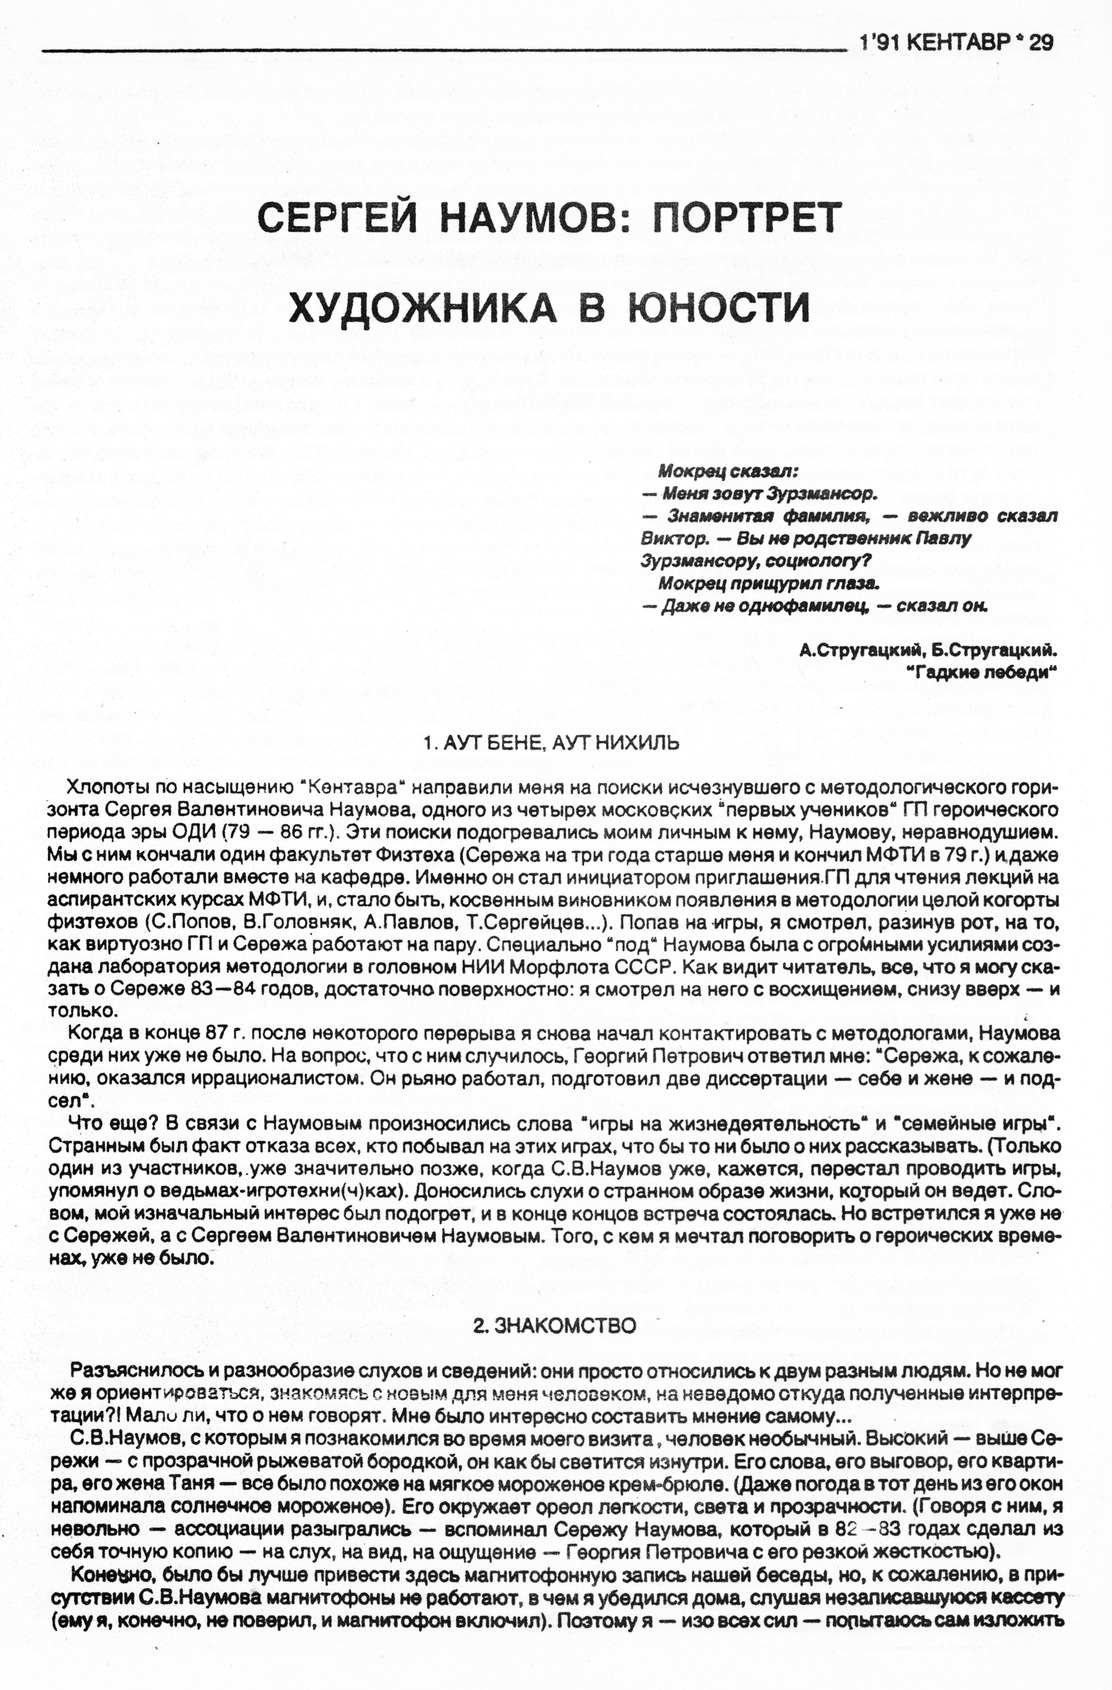 1'91 КЕНТАВР * 29
СЕРГЕЙ НАУМОВ: ПОРТРЕТ
ХУДОЖНИКА В ЮНОСТИ
Мокрец сказал:
— Меня зовут Зурзмансор.
— Знаменитая фамилия, — вежливо сказал
Виктор. — Вы не родственник Павлу
Зурзмансору, социологу?
Мокрец прищурил глаза.
— Даже не однофамилец, — сказал он.
А.Стругацкий, Б.Стругацкий.
"Гадкие лебеди"
1. АУТ БЕНЕ, АУТ НИХИЛЬ
Хлопоты по насыщению "Кентавра" направили меня на поиски исчезнувшего с методологического гори-
зонта Сергея Валентиновича Наумова, одного из четырех московских "первых учеников" ГП героического
периода эры ОДИ (79 — 86 гг.). Эти поиски подогревались моим личным к нему, Наумову, неравнодушием.
Мы с ним кончали один факультет Физтеха (Сережа на три года старше меня и кончил МФТИ в 79 г.) и даже
немного работали вместе на кафедре. Именно он стал инициатором приглашения ГП для чтения лекций на
аспирантских курсах МФТИ, и, стало быть, косвенным виновником появления в методологии целой когорты
физтехов (С.Попов, В.Головняк, А.Павлов, Т.Сергейцев...). Попав на игры, я смотрел, разинув рот, на то,
как виртуозно ГП и Сережа работают на пару. Специально "под" Наумова была с огромными усилиями соз-
дана лаборатория методологии в головном НИИ Морфлота СССР. Как видит читатель, все, что я могу ска-
зать о Сереже 83—84 годов, достаточно поверхностно: я смотрел на него с восхищением, снизу вверх — и
только.
Когда в конце 87 г. после некоторого перерыва я снова начал контактировать с методологами, Наумова
среди них уже не было. На вопрос, что с ним случилось, Георгий Петрович ответил мне: "Сережа, к сожале-
нию, оказался иррационалистом. Он рьяно работал, подготовил две диссертации — себе и жене — и под-
сел".
Что еще? В связи с Наумовым произносились слова "игры на жизнедеятельность" и "семейные игры".
Странным был факт отказа всех, кто побывал на этих играх, что бы то ни было о них рассказывать. (Только
один из участников, уже значительно позже, когда С.В.Наумов уже, кажется, перестал проводить игры,
упомянул о ведьмах-игротехни(ч)ках). Доносились слухи о странном образе жизни, который он ведет. Сло-
вом, мой изначальный интерес был подогрет, и в конце концов встреча состоялась. Но встретился я уже не
с Сережей, а с Сергеем Валентиновичем Наумовым. Того, с кем я мечтал поговорить о героических време-
нах, уже не было.
2. ЗНАКОМСТВО
Разъяснилось и разнообразие слухов и сведений: они просто относились к двум разным людям. Но не мог
же я ориентироваться, знакомясь с новым для меня человеком, на неведомо откуда полученные интерпре-
тации?! Мало ли, что о нем говорят. Мне было интересно составить мнение самому...
С.В.Наумов, с которым я познакомился во время моего визита, человек необычный. Высокий — выше Се-
режи — с прозрачной рыжеватой бородкой, он как бы светится изнутри. Его слова, его выговор, его кварти-
ра, его жена Таня — все было похоже на мягкое мороженое крем-брюле. (Даже погода в тот день из его окон
напоминала солнечное мороженое). Его окружает ореол легкости, света и прозрачности. (Говоря с ним, я
невольно — ассоциации разыгрались — вспоминал Сережу Наумова, который в 82 —83 годах сделал из
себя точную копию — на слух, на вид, на ощущение — Георгия Петровича с его резкой жесткостью).
Конечно, было бы лучше привести здесь магнитофонную запись нашей беседы, но, к сожалению, в при-
сутствии С.В.Наумова магнитофоны не работают, в чем я убедился дома, слушая незаписавшуюся кассету
(ему я, конечно, не поверил, и магнитофон включил). Поэтому я — изо всех сил — попытаюсь сам изложить